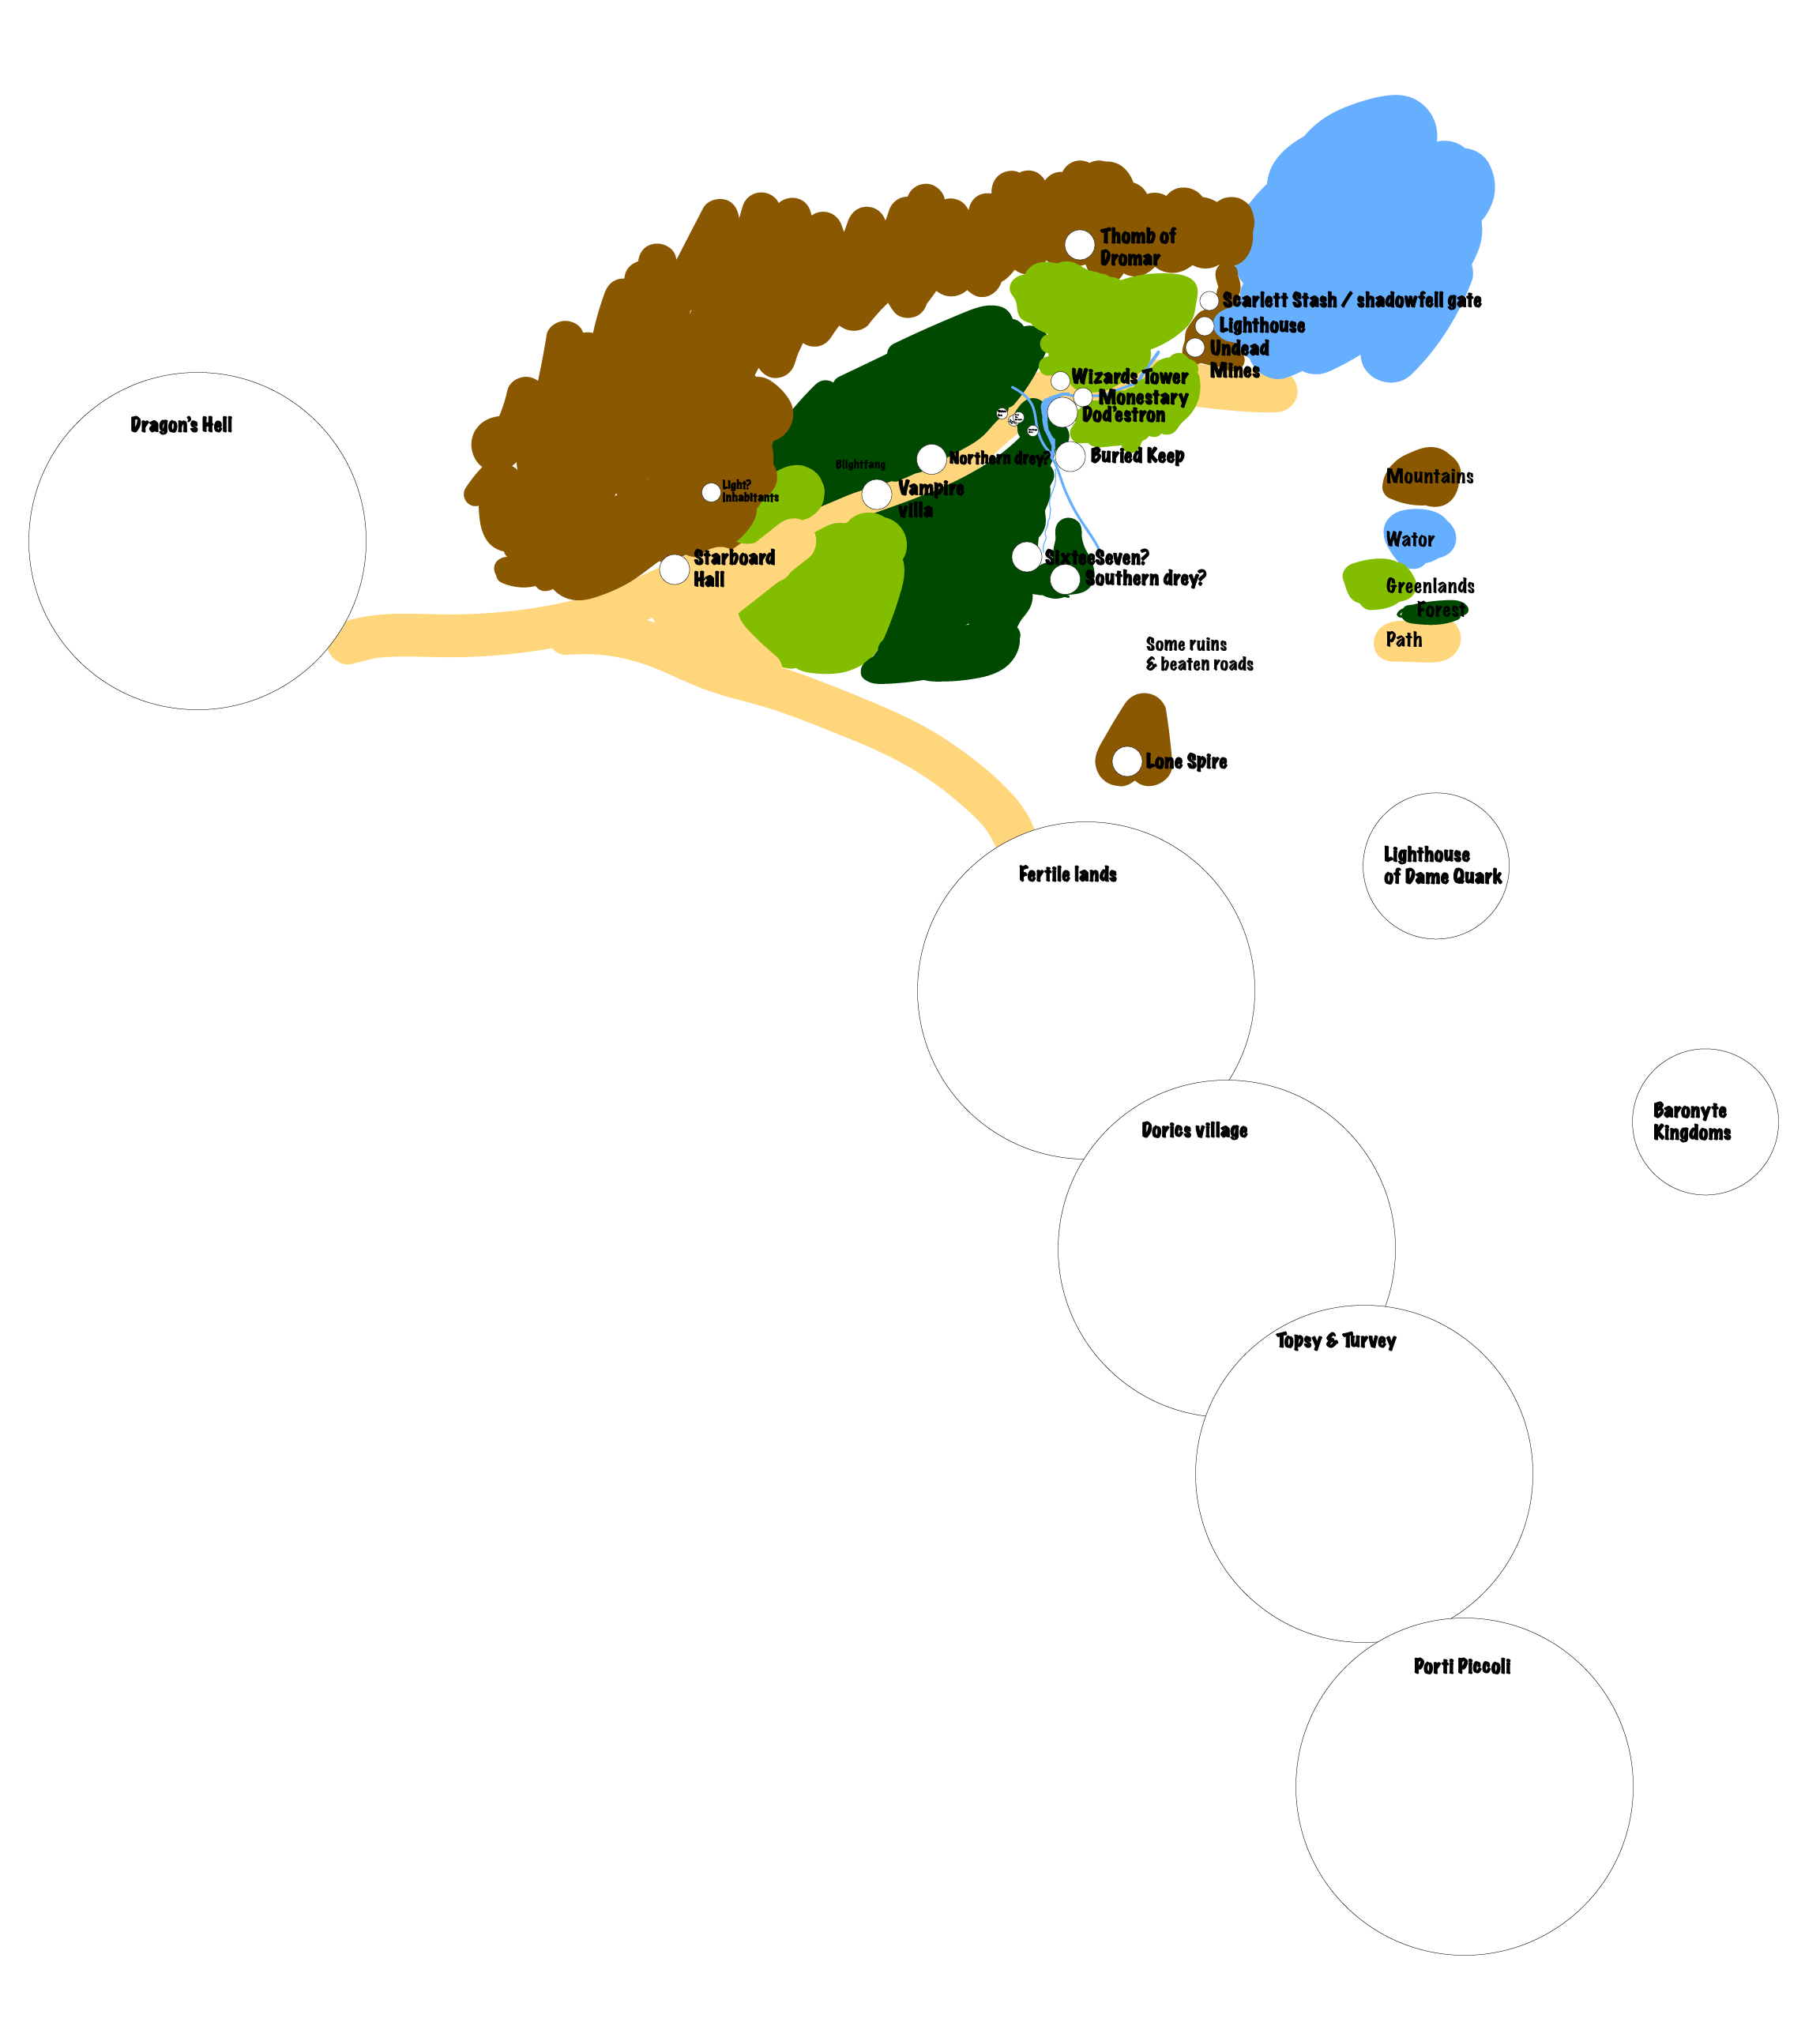 Thomb of
Dromar
Scarlett Stash / shadowfell gate
Lighthouse
Undead
Mines
Wizards Tower
Monestary
Dod'estron
Dragon's Hell
Buried Keep
Northern drey?
Blightfang
Light?
Inhabitants
Vampire
villa
Starboard
Hall
SixteeSeven?
Southern drey?
Mountains
Wator
Greenlands
Forest
Path
Some ruins
& beaten roads
Lone Spire
Lighthouse
of Dame Quark
Fertile lands
Baronyte
Kingdoms
Dorics village
Topsy & Turvey
Porti Piccoli